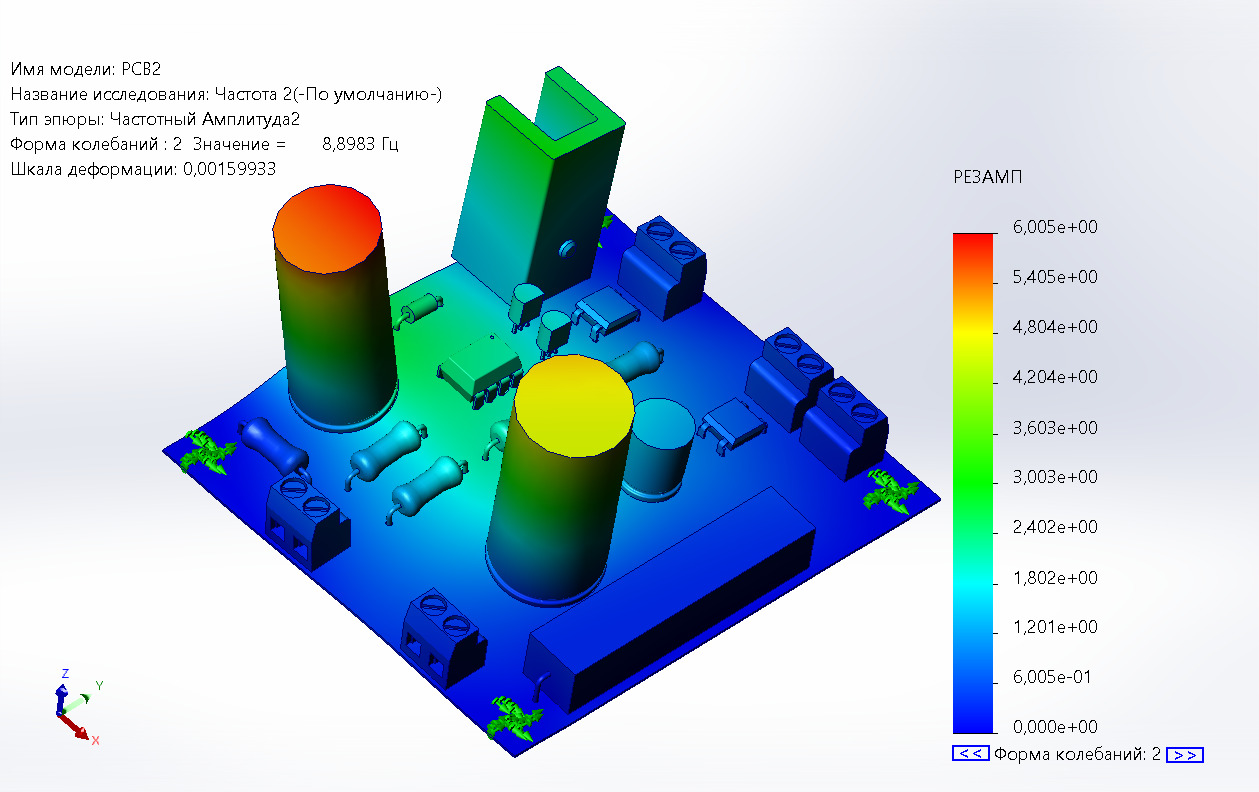 Имя модели: PCB2
Название исследования: Частота 2(-По умолчанию-)
Тип эпюры: Частотный Амплитуда2
Форма колебаний : 2 Значение = 8,8983 Гц
Шкала деформации: 0,00159933
РЕЗАМП
6,005e+00
5,405e+00
4,804e+00
4,204e+00
3,603e+00
3,003e+00
2,402e+00
1,802e+00
1,201e+00
6,005e-01
0,000e+00
<< Форма колебаний: 2 >>
Z
Y
X